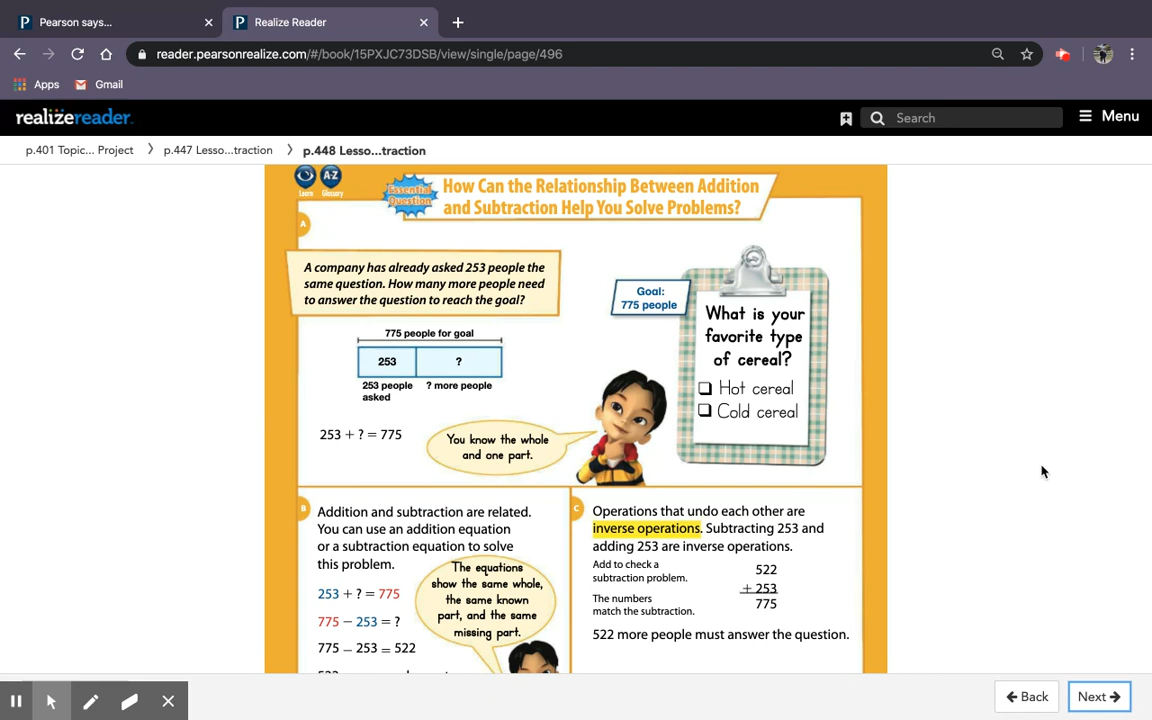 Pearson says...
Realize Reader
reader.pearsonrealize.com/#/book/15PXJC73DSB/view/single/page/496
Apps
Gmail
realizereader
Search
Menu
p.401 Topic... Project
p.447 Lesso...traction
p.448 Lesso...traction
Learn
A-Z
Glossary
Essential
Question
How Can the Relationship Between Addition
and Subtraction Help You Solve Problems?
A
A company has already asked 253 people the
same question. How many more people need
to answer the question to reach the goal?
775 people for goal
253
?
253 people
asked
? more people
253 + ? = 775
You know the whole
and one part.
Goal:
775 people
What is your
favorite type
of cereal?
Hot cereal
Cold cereal
B
Addition and subtraction are related.
You can use an addition equation
or a subtraction equation to solve
this problem.
253 + ? = 775
775 – 253 = ?
775 – 253 = 522
The equations
show the same whole,
the same known
part, and the same
missing part.
C
Operations that undo each other are
inverse operations. Subtracting 253 and
adding 253 are inverse operations.
Add to check a
subtraction problem.
The numbers
match the subtraction.
522
+ 253
775
522 more people must answer the question.
Back
Next